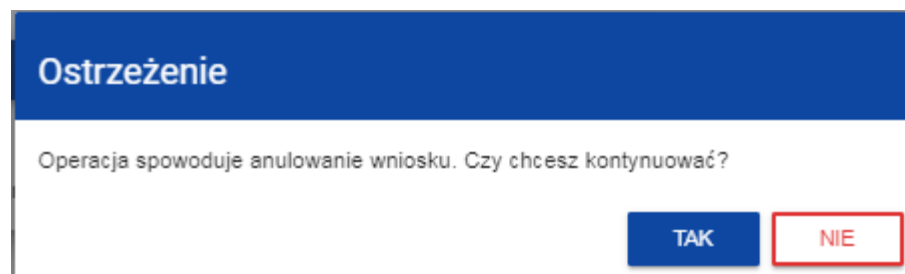 Ostrzeżenie
Operacja spowoduje anulowanie wniosku. Czy chcesz kontynuować?
TAK NIE